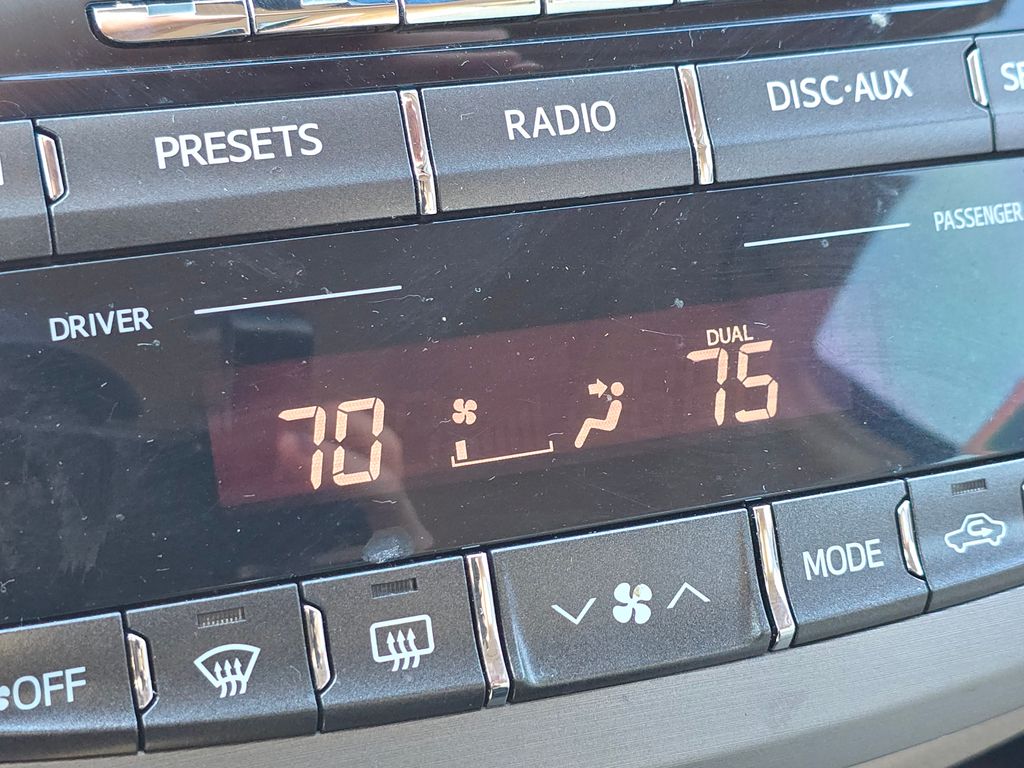 PRESETS
RADIO
DISC·AUX
DRIVER
PASSENGER
DUAL
70
75
OFF
MODE